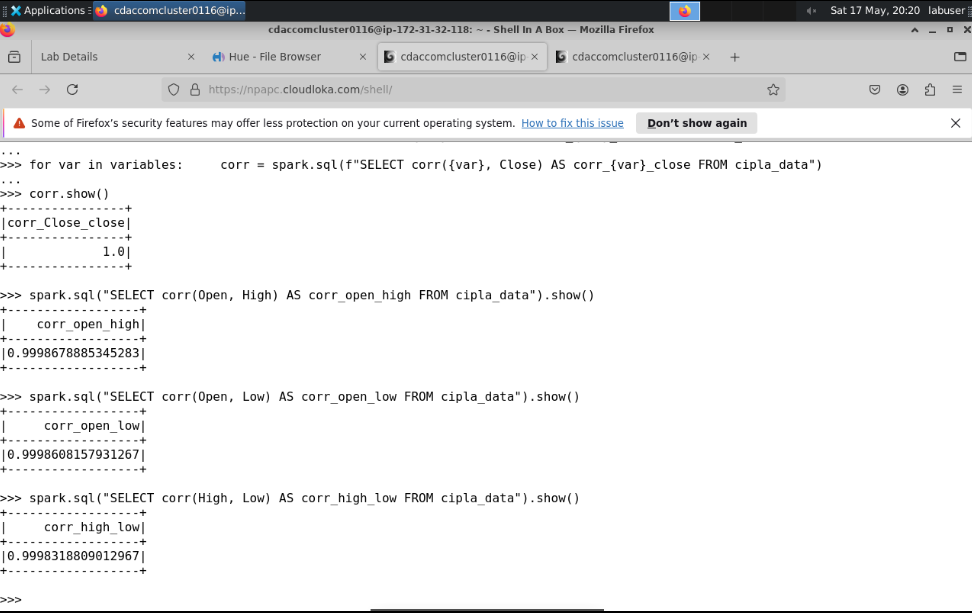 Applications
cdaccomcluster0116@ip...
Sat 17 May, 20:20
labuser
cdaccomcluster0116@ip-172-31-32-118: ~ - Shell In A Box — Mozilla Firefox
Lab Details
Hue - File Browser
cdaccomcluster0116@ip-
cdaccomcluster0116@ip-
https://npapc.cloudloka.com/shell/
Some of Firefox's security features may offer less protection on your current operating system. How to fix this issue Don't show again
...
>>> for var in variables:     corr = spark.sql(f"SELECT corr({var}, Close) AS corr_{var}_close FROM cipla_data")
...
>>> corr.show()
+----------------+
|corr_Close_close|
+----------------+
|             1.0|
+----------------+
>>> spark.sql("SELECT corr(Open, High) AS corr_open_high FROM cipla_data").show()
+------------------+
|    corr_open_high|
+------------------+
|0.9998678885345283|
+------------------+
>>> spark.sql("SELECT corr(Open, Low) AS corr_open_low FROM cipla_data").show()
+------------------+
|     corr_open_low|
+------------------+
|0.9998608157931267|
+------------------+
>>> spark.sql("SELECT corr(High, Low) AS corr_high_low FROM cipla_data").show()
+------------------+
|     corr_high_low|
+------------------+
|0.9998318809012967|
+------------------+
>>>